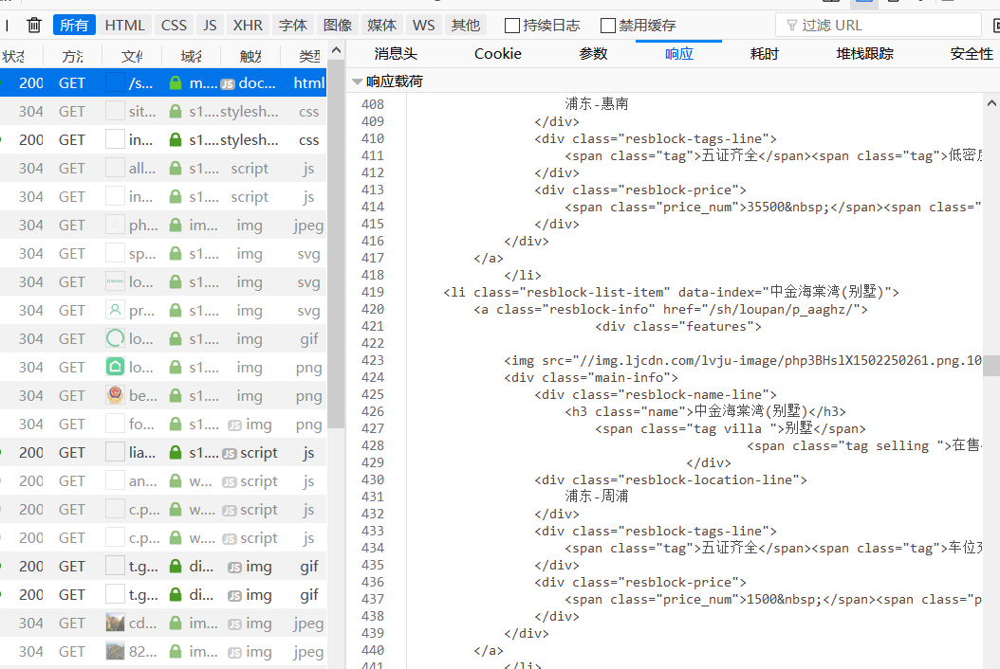 所有 HTML CSS JS XHR 字体 图像 媒体 WS 其他 持续日志 禁用缓存 过滤 URL
方 文 域 触 类
消息头 Cookie 参数 响应 耗时 堆栈跟踪 安全性
响应载荷
200 GET /s... m.... JS doc... html
304 GET sit... s1.... stylesh... css
200 GET in... s1.... stylesh... css
304 GET all... s1.... script js
304 GET in... s1.... script js
304 GET ph... im... img jpeg
304 GET sp... s1.... img svg
304 GET lo... s1.... img svg
304 GET pr... s1.... img svg
304 GET lo... s1.... img gif
304 GET lo... s1.... img png
304 GET be... s1.... img png
304 GET fo... s1.... JS img png
200 GET lia... s1.... JS script js
200 GET an... w.... JS script js
200 GET c.p... w.... JS script js
200 GET c.p... w.... JS script js
200 GET t.g... di... JS img gif
200 GET t.g... di... JS img gif
304 GET cd... im... JS img jpeg
304 GET 82... im... JS img jpeg
408 浦东-惠南
409 </div>
410 <div class="resblock-tags-line">
411 <span class="tag">五证齐全</span><span class="tag">低密
412 </div>
413 <div class="resblock-price">
414 <span class="price_num">35500&nbsp;</span><span class="
415 </div>
416 </div>
417 </a>
418 </li>
419 <li class="resblock-list-item" data-index="中金海棠湾(别墅)">
420 <a class="resblock-info" href="/sh/loupan/p_aaghz/">
421 <div class="features">
422
423 <img src="//img.ljcdn.com/lvju-image/php3BHslX1502250261.png.10
424 <div class="main-info">
425 <div class="resblock-name-line">
426 <h3 class="name">中金海棠湾(别墅)</h3>
427 <span class="tag villa ">别墅</span>
428 <span class="tag selling ">在售
429 </div>
430 <div class="resblock-location-line">
431 浦东-周浦
432 </div>
433 <div class="resblock-tags-line">
434 <span class="tag">五证齐全</span><span class="tag">车位
435 </div>
436 <div class="resblock-price">
437 <span class="price_num">1500&nbsp;</span><span class="p
438 </div>
439 </div>
440 </a>
441 </li>